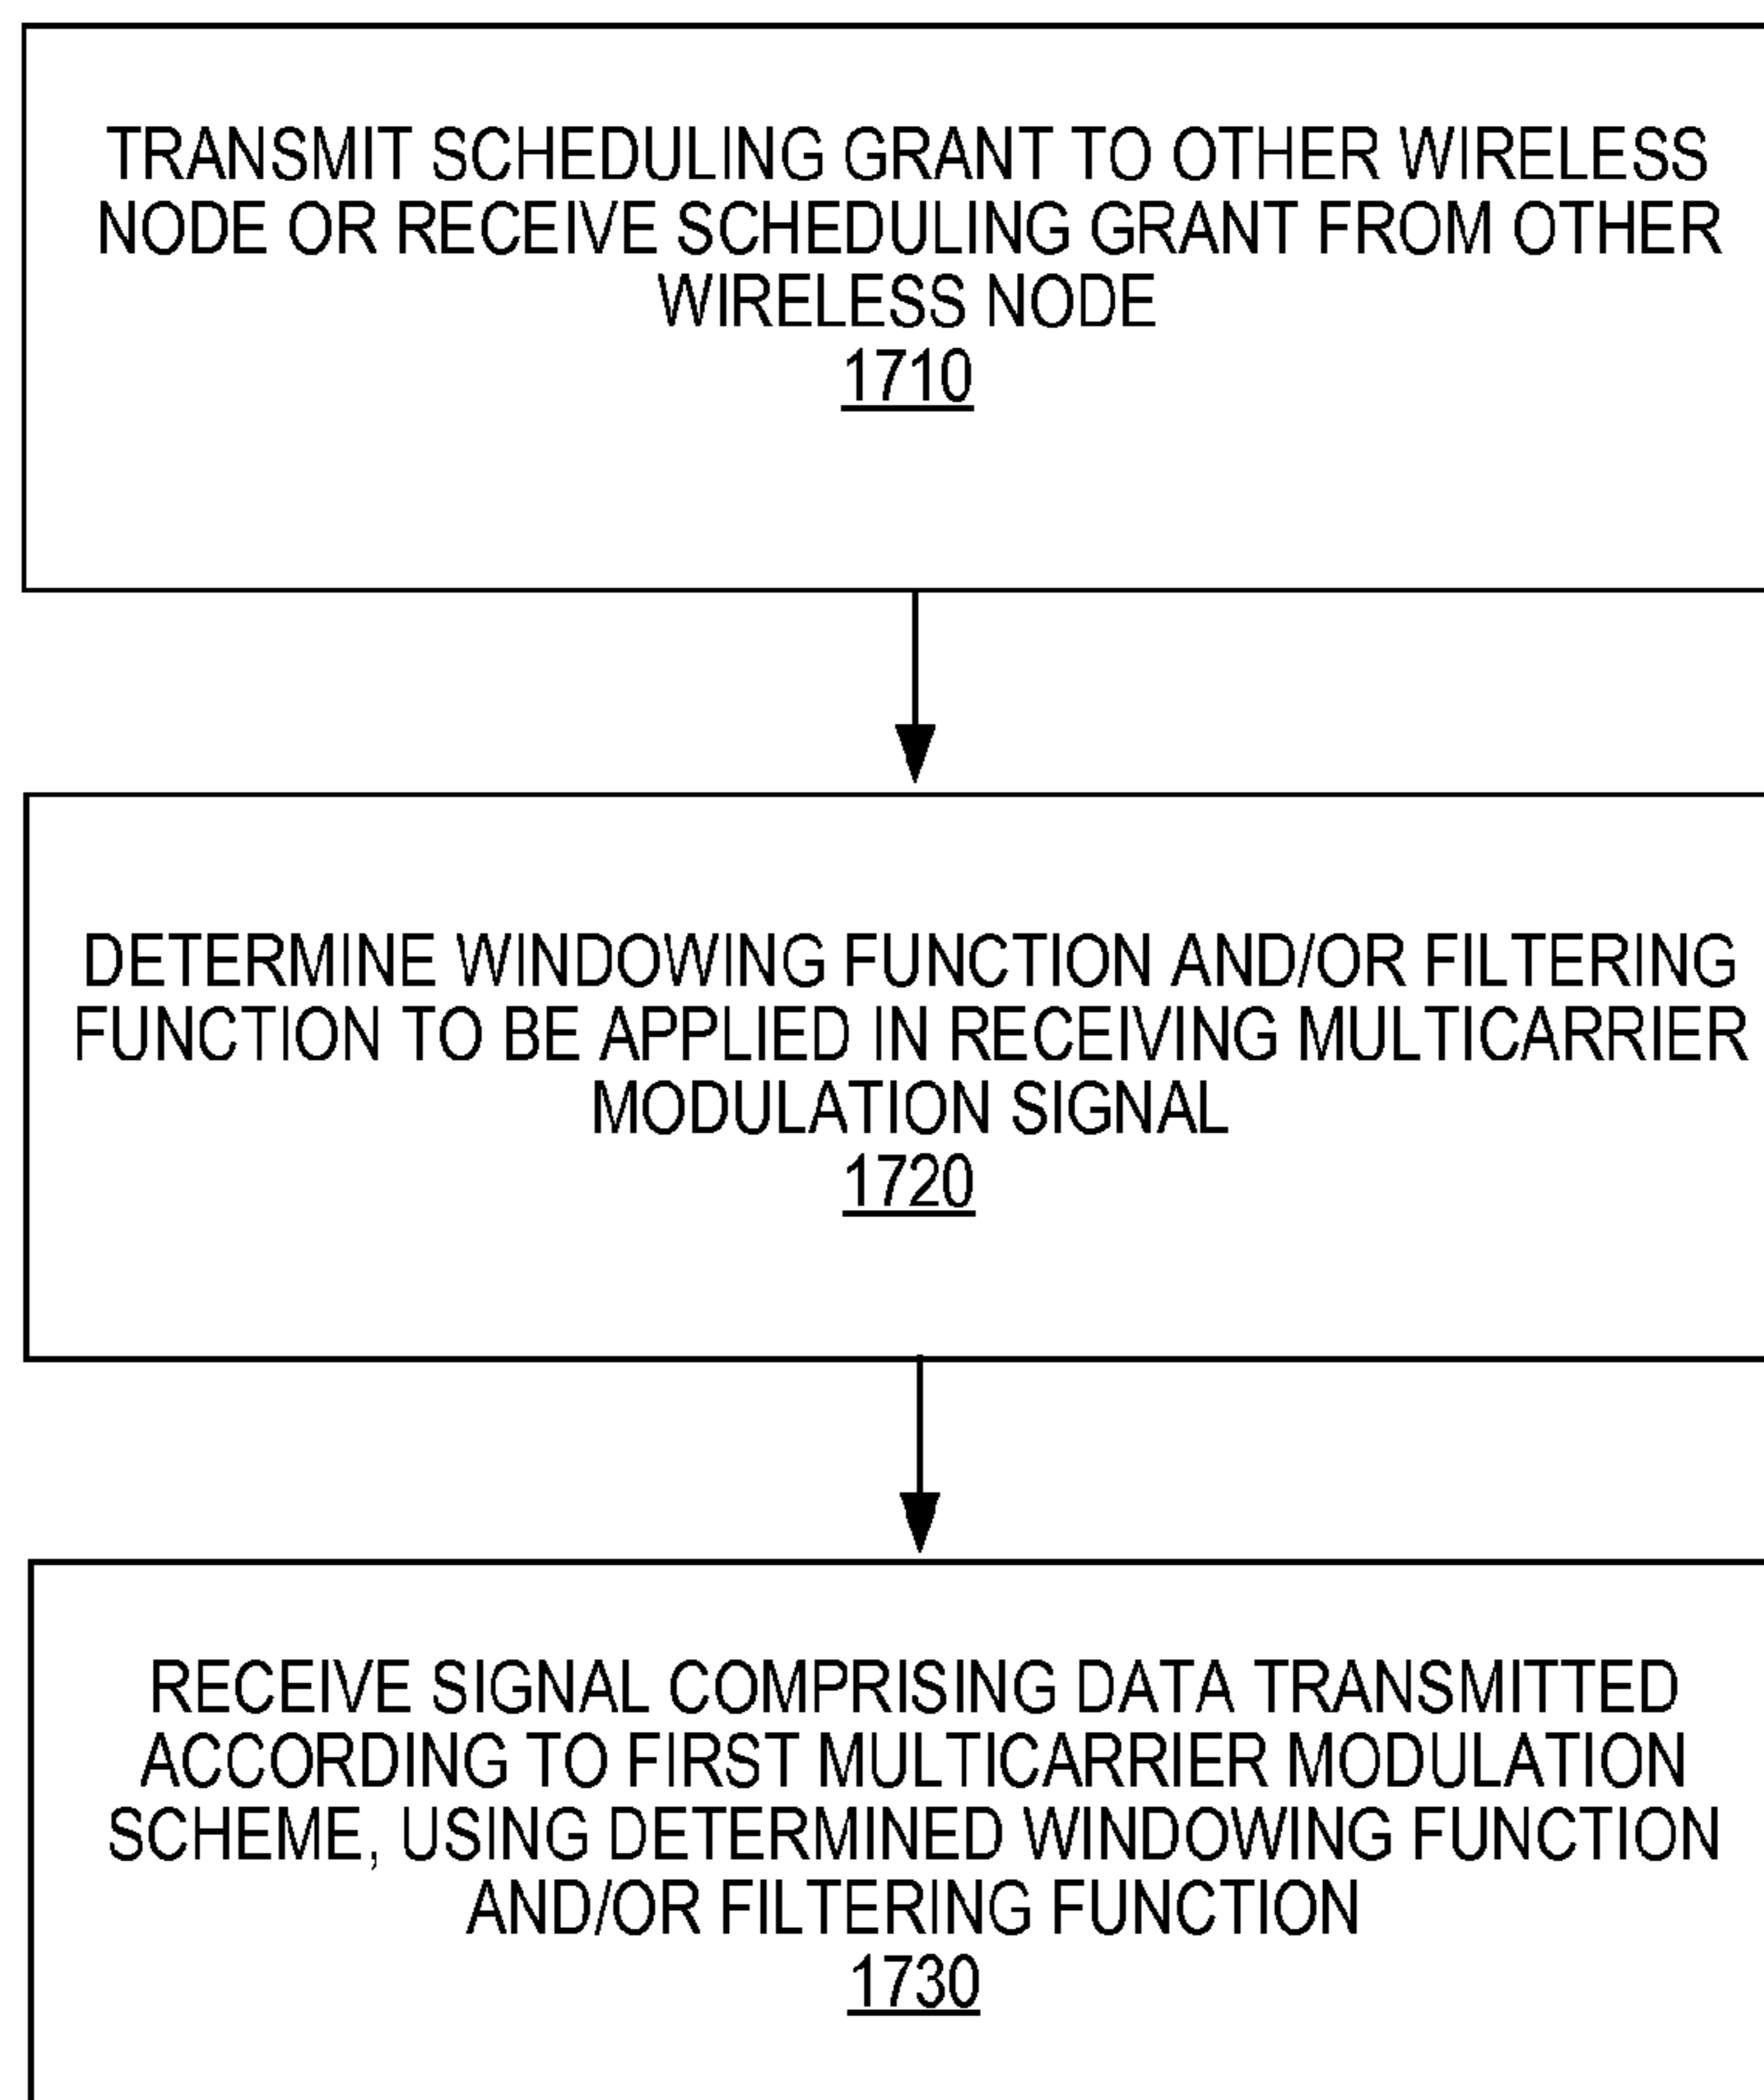 TRANSMIT SCHEDULING GRANT TO OTHER WIRELESS
NODE OR RECEIVE SCHEDULING GRANT FROM OTHER
WIRELESS NODE
1710
DETERMINE WINDOWING FUNCTION AND/OR FILTERING
FUNCTION TO BE APPLIED IN RECEIVING MULTICARRIER
MODULATION SIGNAL
1720
RECEIVE SIGNAL COMPRISING DATA TRANSMITTED
ACCORDING TO FIRST MULTICARRIER MODULATION
SCHEME, USING DETERMINED WINDOWING FUNCTION
AND/OR FILTERING FUNCTION
1730